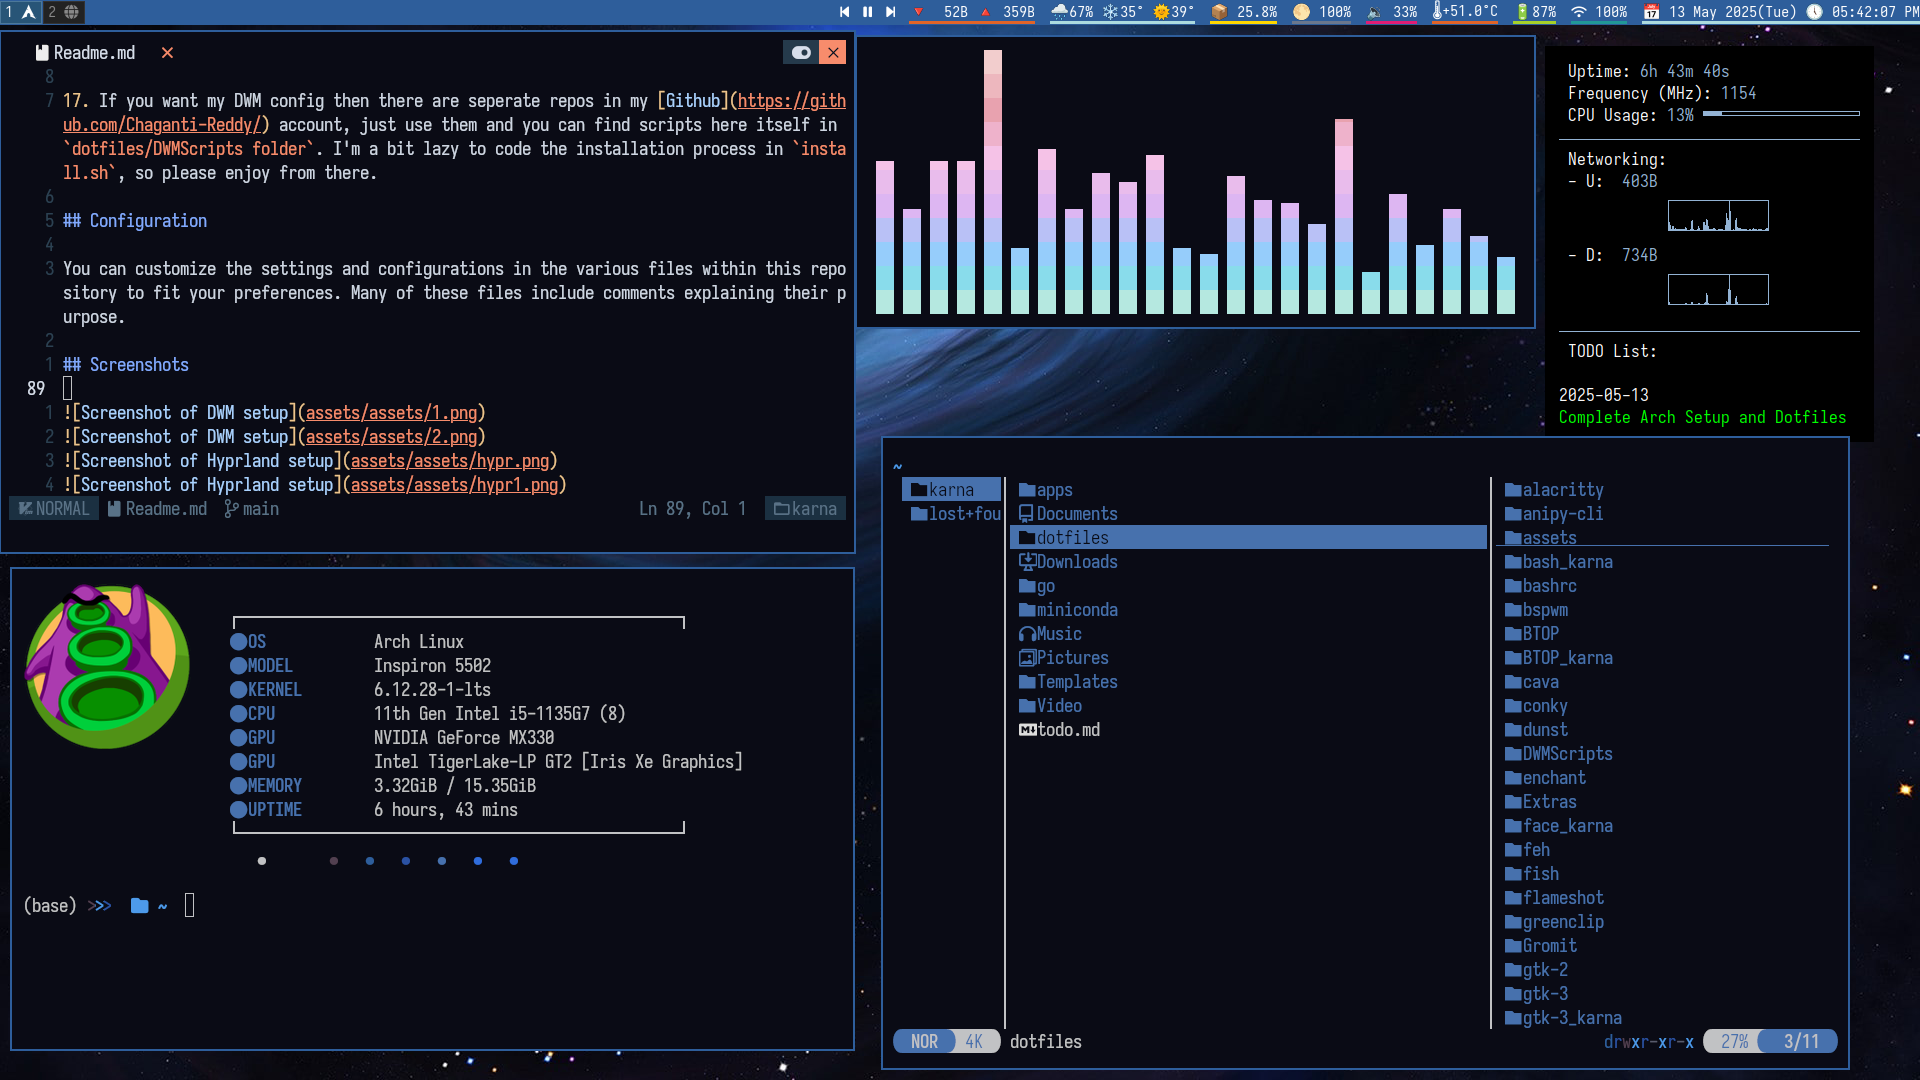 1
2
52B
359B
67%
35°
39°
25.8%
100%
33%
+51.0°C
87%
100%
13 May 2025(Tue)
05:42:07 PM
Readme.md
8
7 17. If you want my DWM config then there are seperate repos in my [Github](https://gith
ub.com/Chaganti-Reddy/) account, just use them and you can find scripts here itself in
`dotfiles/DWMScripts folder`. I'm a bit lazy to code the installation process in `insta
ll.sh`, so please enjoy from there.
6
5 ## Configuration
4
3 You can customize the settings and configurations in the various files within this repo
sitory to fit your preferences. Many of these files include comments explaining their p
urpose.
2
1 ## Screenshots
89
1 ![Screenshot of DWM setup](assets/assets/1.png)
2 ![Screenshot of DWM setup](assets/assets/2.png)
3 ![Screenshot of Hyprland setup](assets/assets/hypr.png)
4 ![Screenshot of Hyprland setup](assets/assets/hypr1.png)
NORMAL Readme.md main Ln 89, Col 1 karna
Uptime: 6h 43m 40s
Frequency (MHz): 1154
CPU Usage: 13%
Networking:
- U: 403B
- D: 734B
TODO List:
2025-05-13
Complete Arch Setup and Dotfiles
OS Arch Linux
MODEL Inspiron 5502
KERNEL 6.12.28-1-lts
CPU 11th Gen Intel i5-1135G7 (8)
GPU NVIDIA GeForce MX330
GPU Intel TigerLake-LP GT2 [Iris Xe Graphics]
MEMORY 3.32GiB / 15.35GiB
UPTIME 6 hours, 43 mins
(base) >>> ~
~
karna
lost+fou
apps
Documents
dotfiles
Downloads
go
miniconda
Music
Pictures
Templates
Video
todo.md
alacritty
anipy-cli
assets
bash_karna
bashrc
bspwm
BTOP
BTOP_karna
cava
conky
dunst
DWMScripts
enchant
Extras
face_karna
feh
fish
flameshot
greenclip
Gromit
gtk-2
gtk-3
gtk-3_karna
NOR 4K dotfiles
drwxr-xr-x 27% 3/11